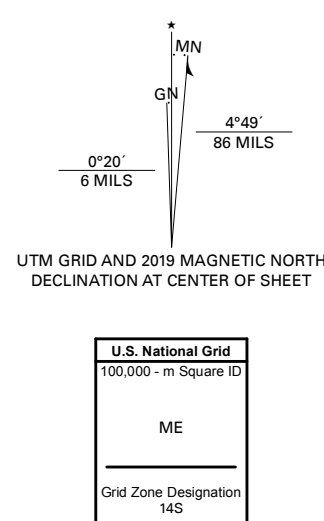 ★
MN
GN
4°49´
86 MILS
0°20´
6 MILS
UTM GRID AND 2019 MAGNETIC NORTH
DECLINATION AT CENTER OF SHEET
U.S. National Grid
100,000 - m Square ID
ME
Grid Zone Designation
14S